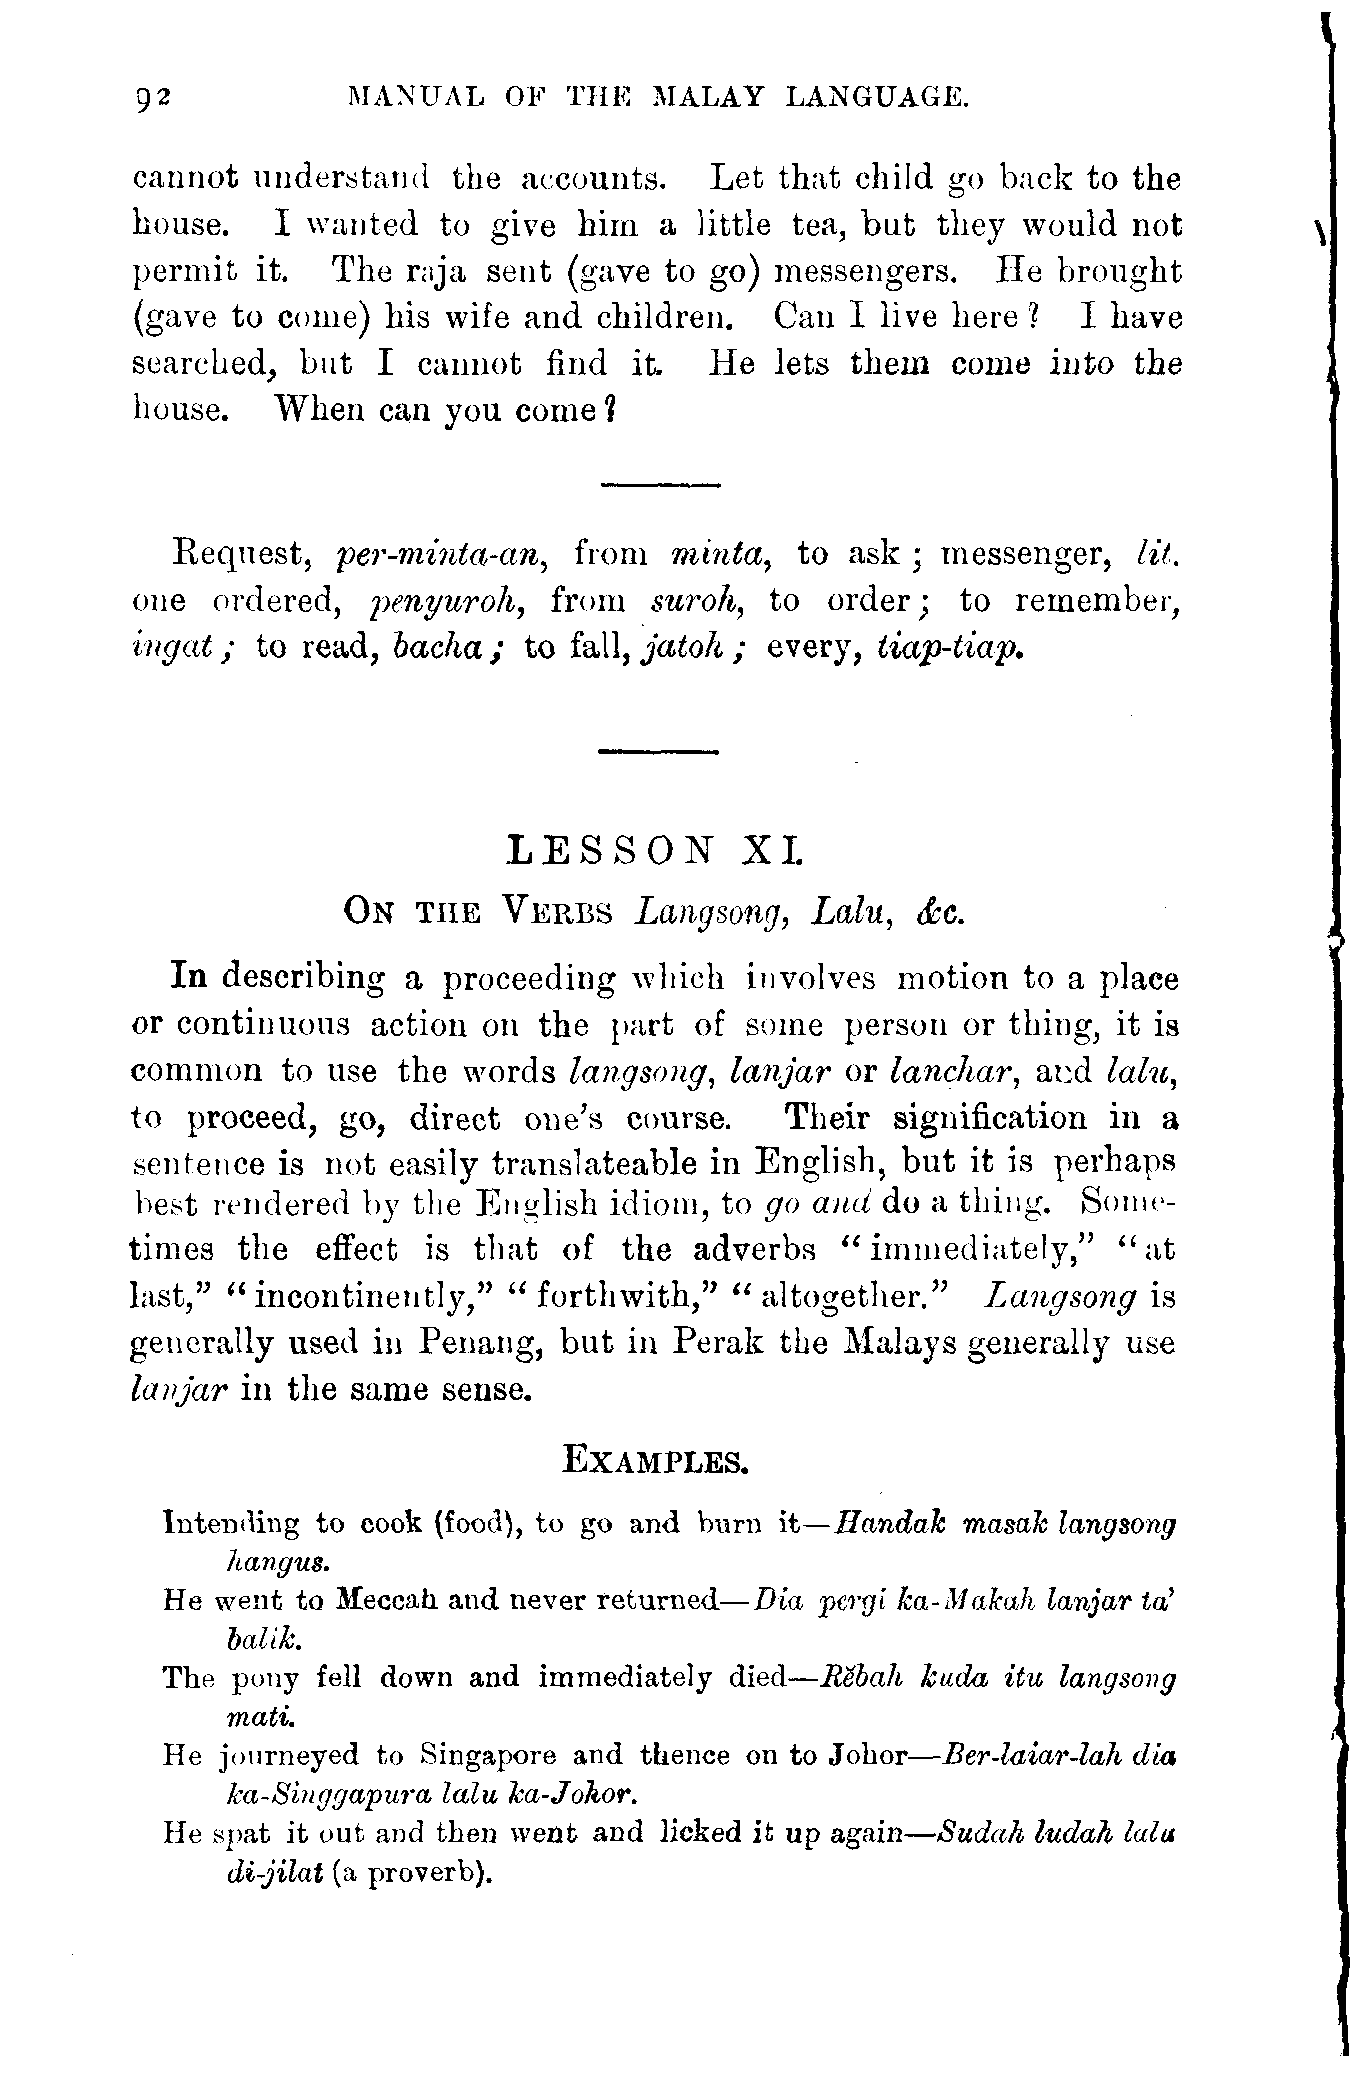 92 MANUAL OF THE MALAY LANGUAGE.
cannot understand the accounts. Let that child go back to the
house. I wanted to give him a little tea, but they would not
permit it. The raja sent (gave to go) messengers. He brought
(gave to come) his wife and children. Can I live here? I have
searched, but I cannot find it. He lets them come into the
house. When can you come?
Request, per-minta-an, from minta, to ask; messenger, lit.
one ordered, penyuroh, from suroh, to order; to remember,
ingat; to read, bacha; to fall, jatoh; every, tiap-tiap.
LESSON XI.
ON THE VERBS Langsong, Lalu, &c.
In describing a proceeding which involves motion to a place
or continuous action on the part of some person or thing, it is
common to use the words langsong, lanjar or lanchar, and lalu,
to proceed, go, direct one's course. Their signification in a
sentence is not easily translateable in English, but it is perhaps
best rendered by the English idiom, to go and do a thing. Some-
times the effect is that of the adverbs "immediately," "at
last," "incontinently," "forthwith," "altogether." Langsong is
generally used in Penang, but in Perak the Malays generally use
lanjar in the same sense.
EXAMPLES.
Intending to cook (food), to go and burn it—Handak masak langsong
hangus.
He went to Meccah and never returned—Dia pergi ka-Makah lanjar ta'
balik.
The pony fell down and immediately died—Rĕbah kuda itu langsong
mati.
He journeyed to Singapore and thence on to Johor—Ber-laiar-lah dia
ka-Singgapura lalu ka-Johor.
He spat it out and then went and licked it up again—Sudah ludah lalu
di-jilat (a proverb).